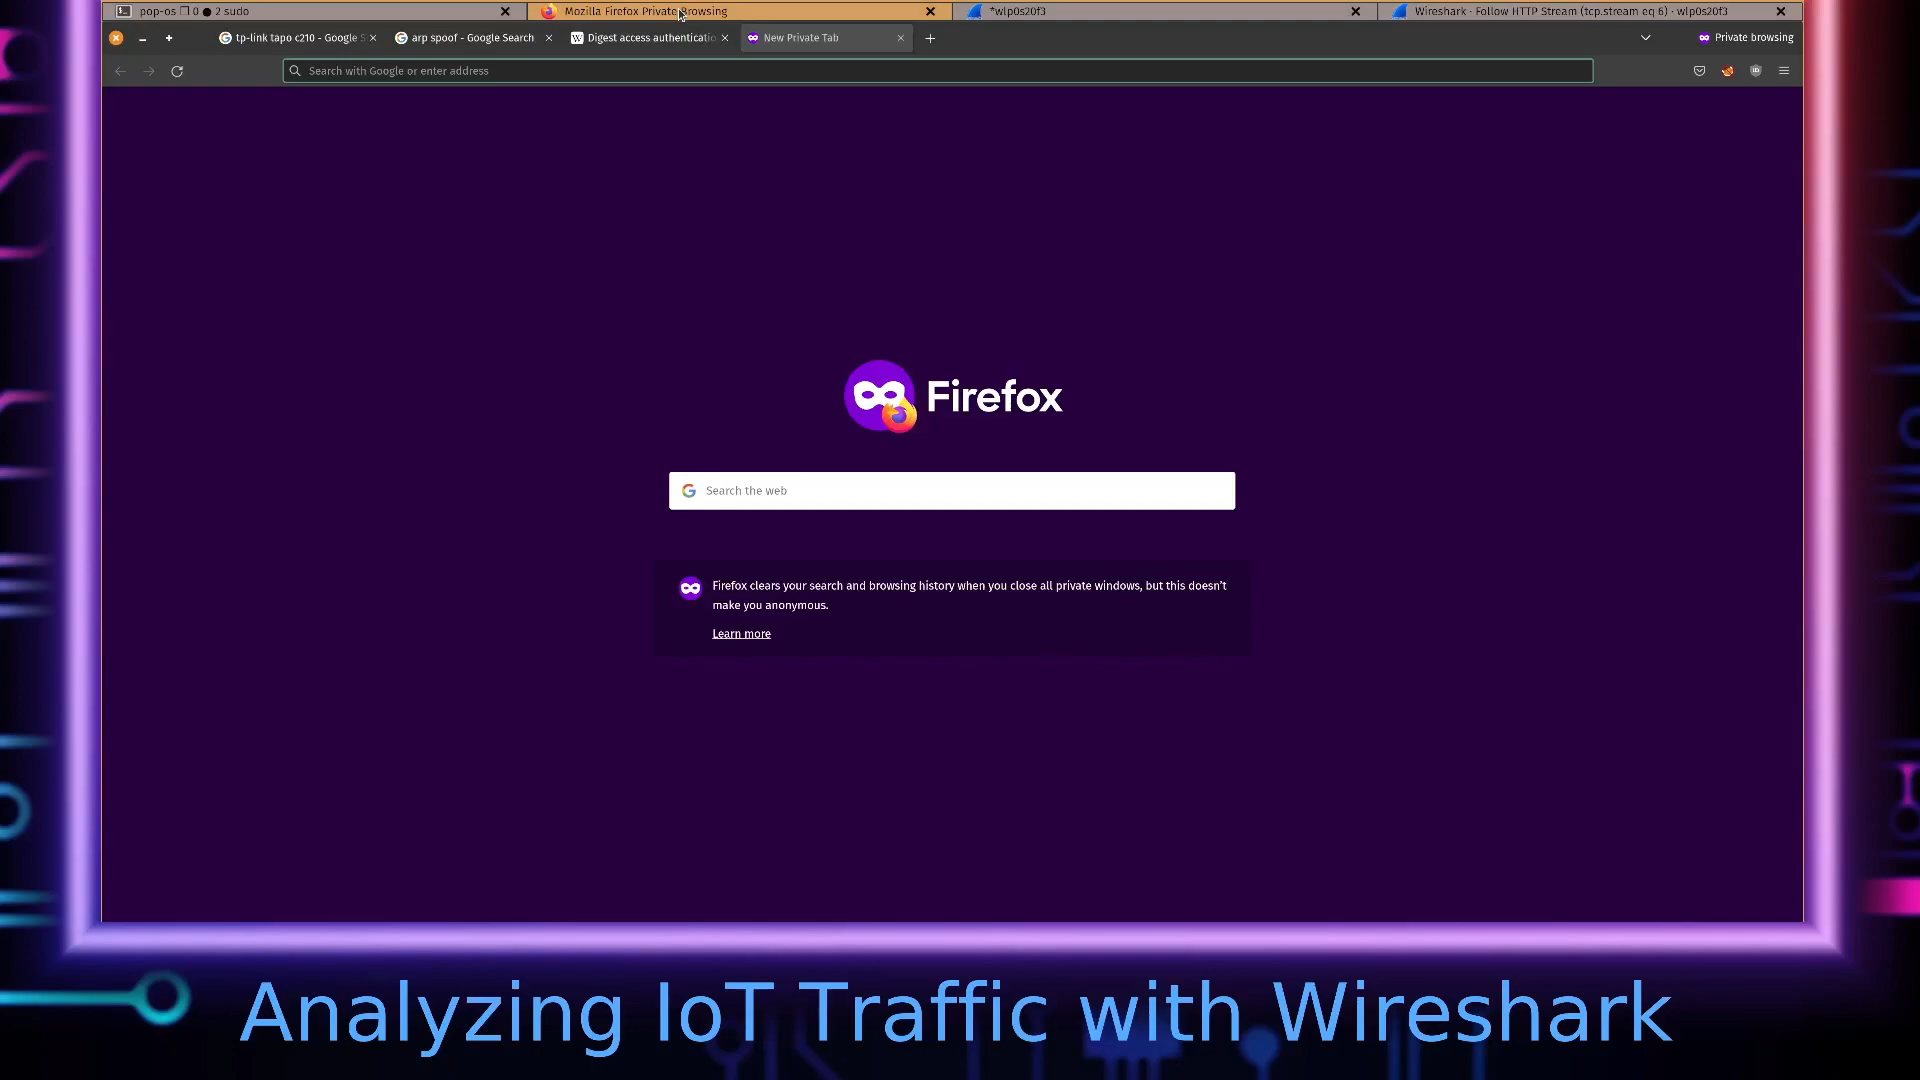 pop-os ❐ 0 ● 2 sudo
Mozilla Firefox Private Browsing
*wlp0s20f3
Wireshark · Follow HTTP Stream (tcp.stream eq 6) · wlp0s20f3
tp-link tapo c210 - Google S
arp spoof - Google Search
Digest access authenticatio
New Private Tab
Private browsing
Search with Google or enter address
Firefox
Search the web
Firefox clears your search and browsing history when you close all private windows, but this doesn’t
make you anonymous.
Learn more
Analyzing IoT Traffic with Wireshark